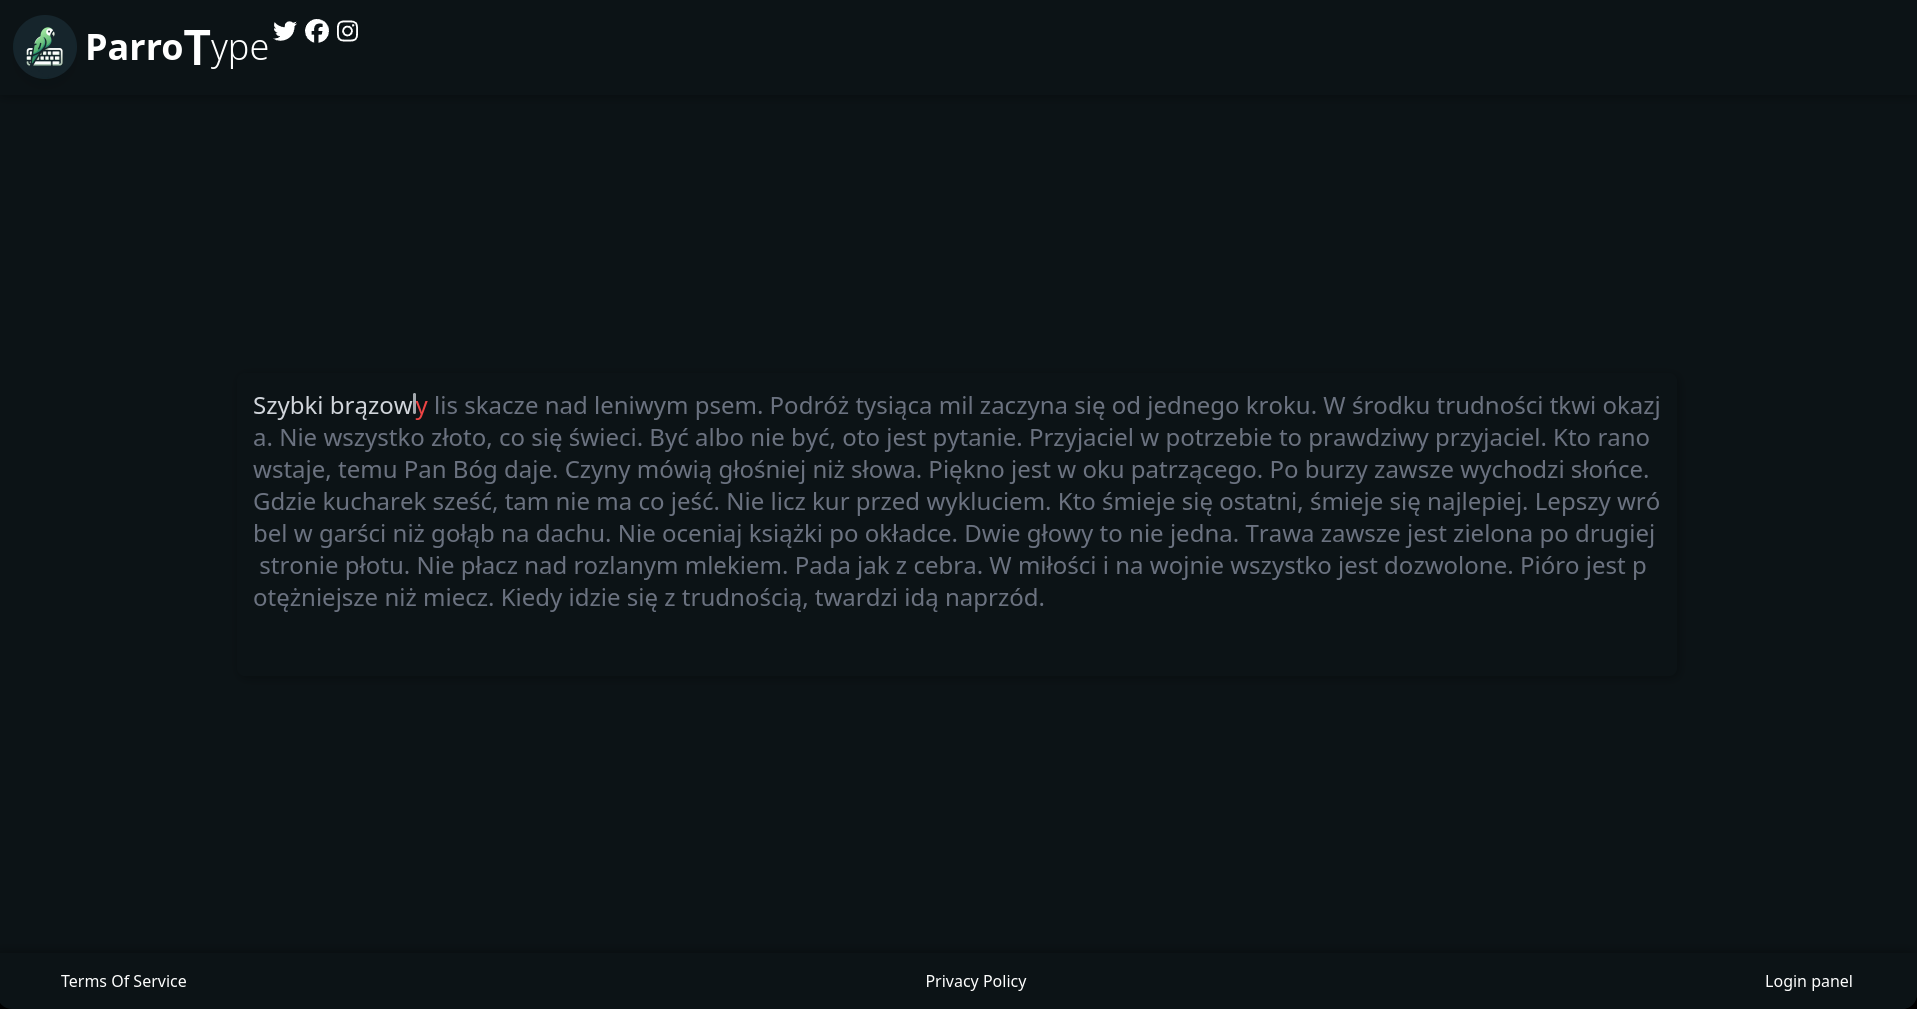 ParroType
Szybki brązowy lis skacze nad leniwym psem. Podróż tysiąca mil zaczyna się od jednego kroku. W środku trudności tkwi okazj
a. Nie wszystko złoto, co się świeci. Być albo nie być, oto jest pytanie. Przyjaciel w potrzebie to prawdziwy przyjaciel. Kto rano
wstaje, temu Pan Bóg daje. Czyny mówią głośniej niż słowa. Piękno jest w oku patrzącego. Po burzy zawsze wychodzi słońce.
Gdzie kucharek sześć, tam nie ma co jeść. Nie licz kur przed wykluciem. Kto śmieje się ostatni, śmieje się najlepiej. Lepszy wró
bel w garści niż gołąb na dachu. Nie oceniaj książki po okładce. Dwie głowy to nie jedna. Trawa zawsze jest zielona po drugiej
stronie płotu. Nie płacz nad rozlanym mlekiem. Pada jak z cebra. W miłości i na wojnie wszystko jest dozwolone. Pióro jest p
otężniejsze niż miecz. Kiedy idzie się z trudnością, twardzi idą naprzód.
Terms Of Service
Privacy Policy
Login panel